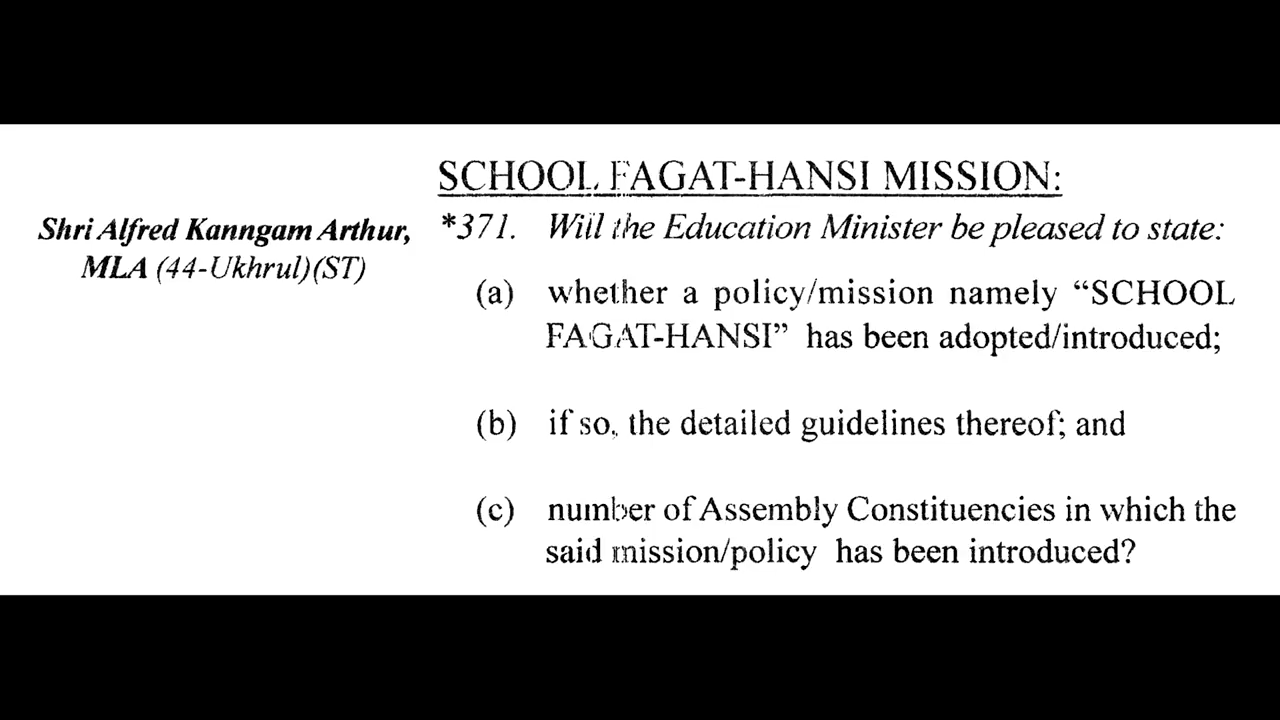 SCHOOL FAGAT-HANSI MISSION:
Shri Alfred Kanngam Arthur,
MLA (44-Ukhrul)(ST)
*371. Will the Education Minister be pleased to state:
(a) whether a policy/mission namely “SCHOOL
FAGAT-HANSI” has been adopted/introduced;
(b) if so, the detailed guidelines thereof; and
(c) number of Assembly Constituencies in which the
said mission/policy has been introduced?